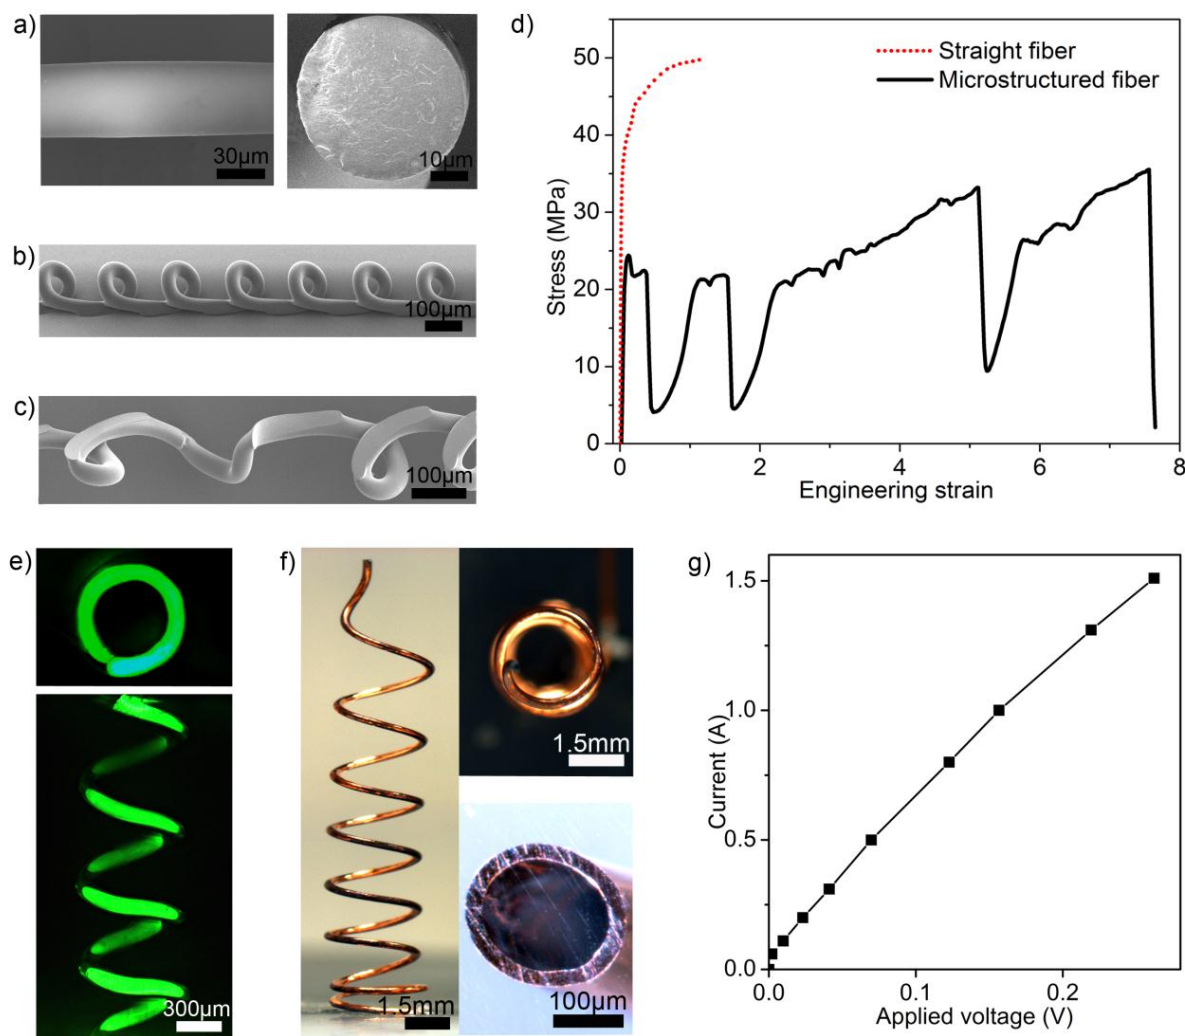 a)
30µm
10µm
b)
100µm
c)
100µm
d)
Straight fiber
Microstructured fiber
Stress (MPa)
50
40
30
20
10
0
0
2
4
6
8
Engineering strain
e)
300µm
f)
1.5mm
1.5mm
100µm
g)
Current (A)
1.5
1.0
0.5
0.0
0.0
0.1
0.2
Applied voltage (V)